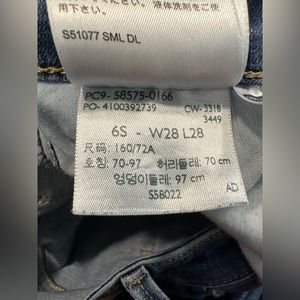 用下さい。液体洗剤をご使
S51077 SML DL
PC9- 58575-0166
PO- 4100392739 CW- 3318
3449
6S - W28 L28
尺码: 160/72A
호칭: 70-97 허리둘레: 70 cm
엉덩이둘레: 97 cm
S58022 AD